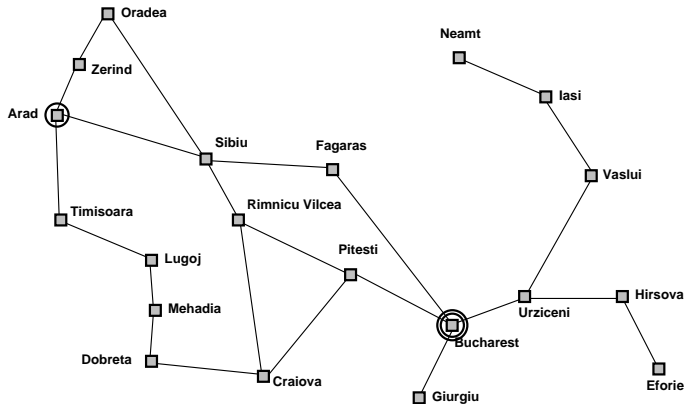 Oradea
Neamt
Zerind
Iasi
Arad
Sibiu
Fagaras
Vaslui
Timisoara
Rimnicu Vilcea
Pitesti
Lugoj
Hirsova
Mehadia
Urziceni
Bucharest
Dobreta
Craiova
Eforie
Giurgiu